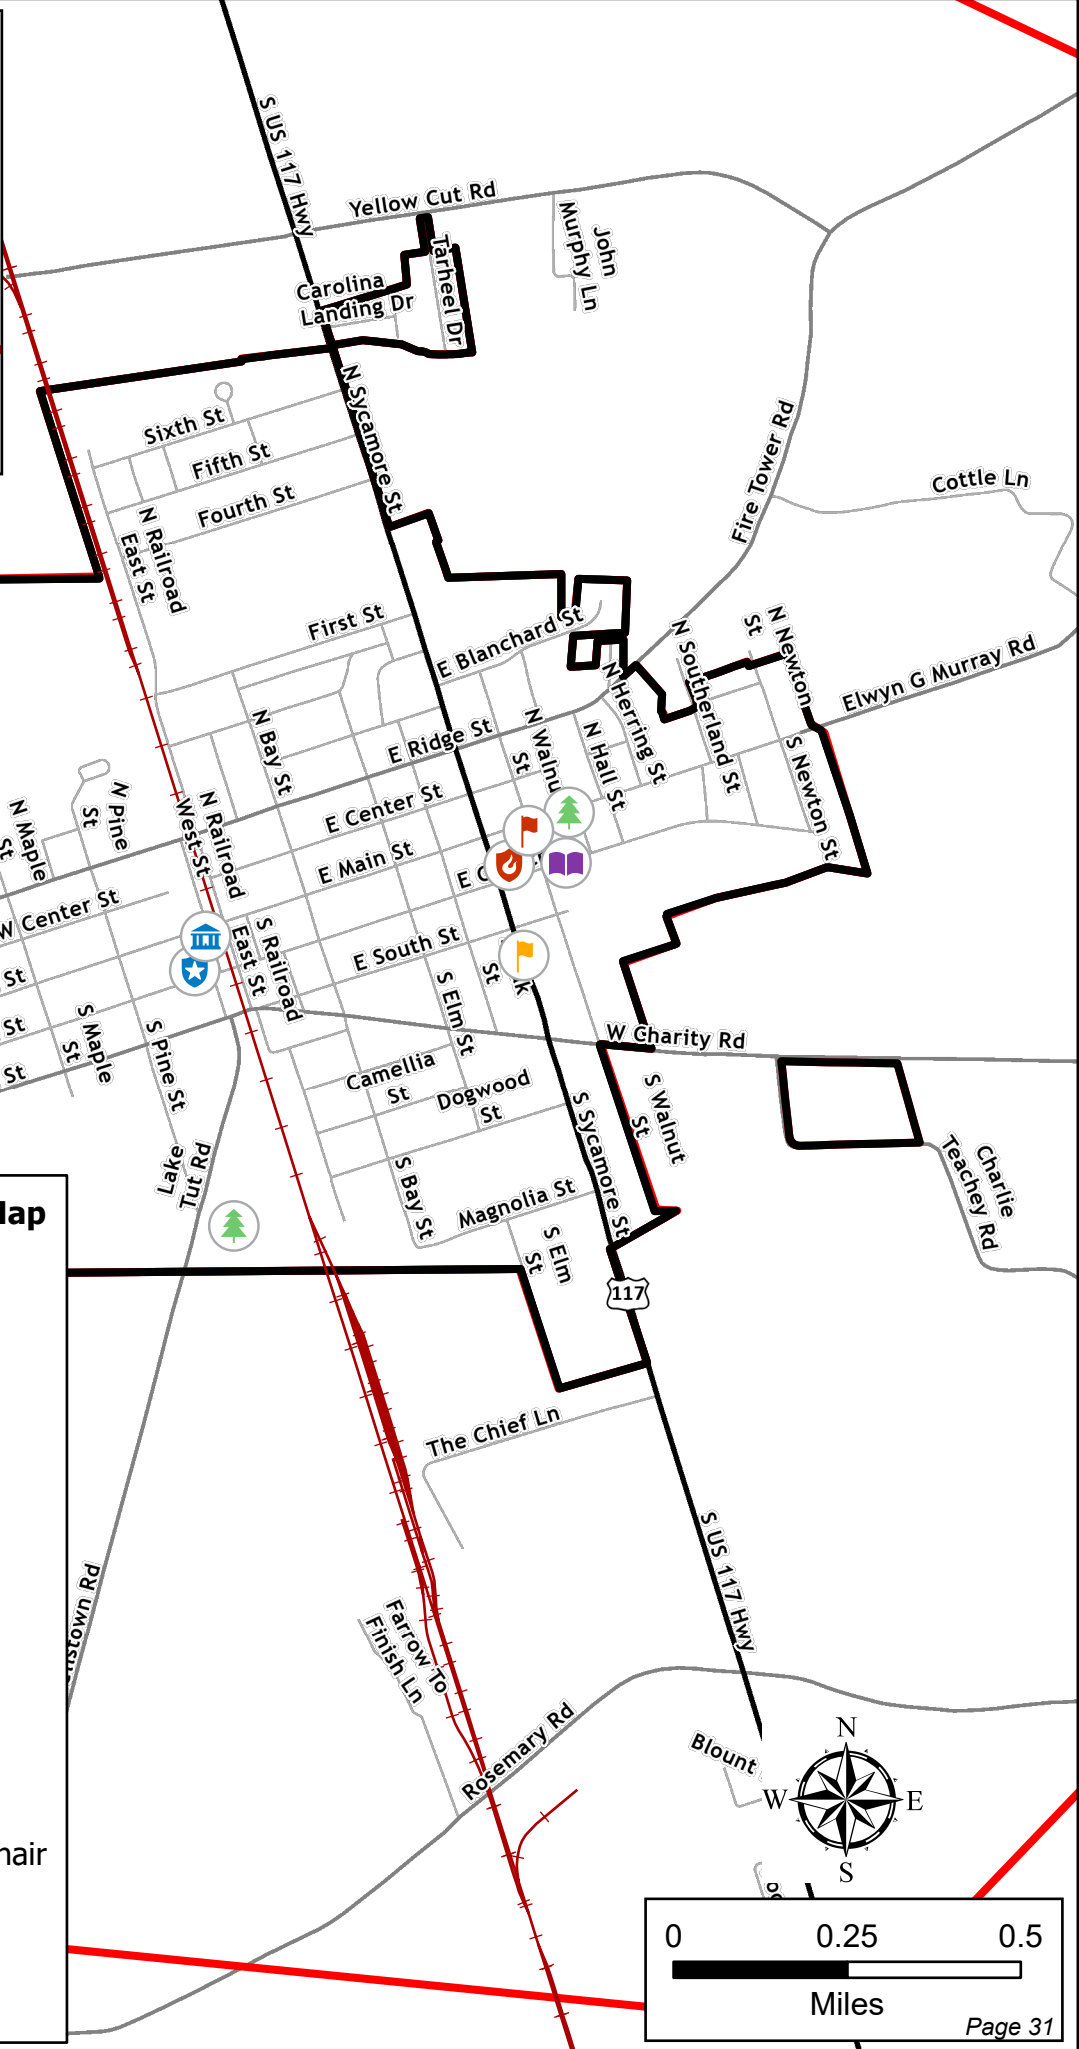 S US 117 Hwy
Yellow Cut Rd
John
Murphy Ln
Tarheel Dr
Carolina
Landing Dr
N Sycamore St
Sixth St
Fifth St
Fourth St
N Railroad
East St
Fire Tower Rd
Cottle Ln
First St
E Blanchard St
N Newton
St
N Southerland St
Elwyn G Murray Rd
N Herring St
N Hall St
N Bay St
E Ridge St
S Newton St
N Pine
St
N Maple
St
N Railroad
West St
E Center St
E Main St
W Center St
E South St
S Railroad
East St
St
St
St
St
S Maple
St
S Pine St
S Elm St
W Charity Rd
Camellia
St
Dogwood
St
S Sycamore St
S Walnut
St
Charlie
Teachey Rd
Lake
Tut Rd
S Bay St
Magnolia St
S Elm
St
117
The Chief Ln
S US 117 Hwy
Farrow To
Finish Ln
Rosemary Rd
Blount
N
W
E
S
0
0.25
0.5
Miles
Page 31